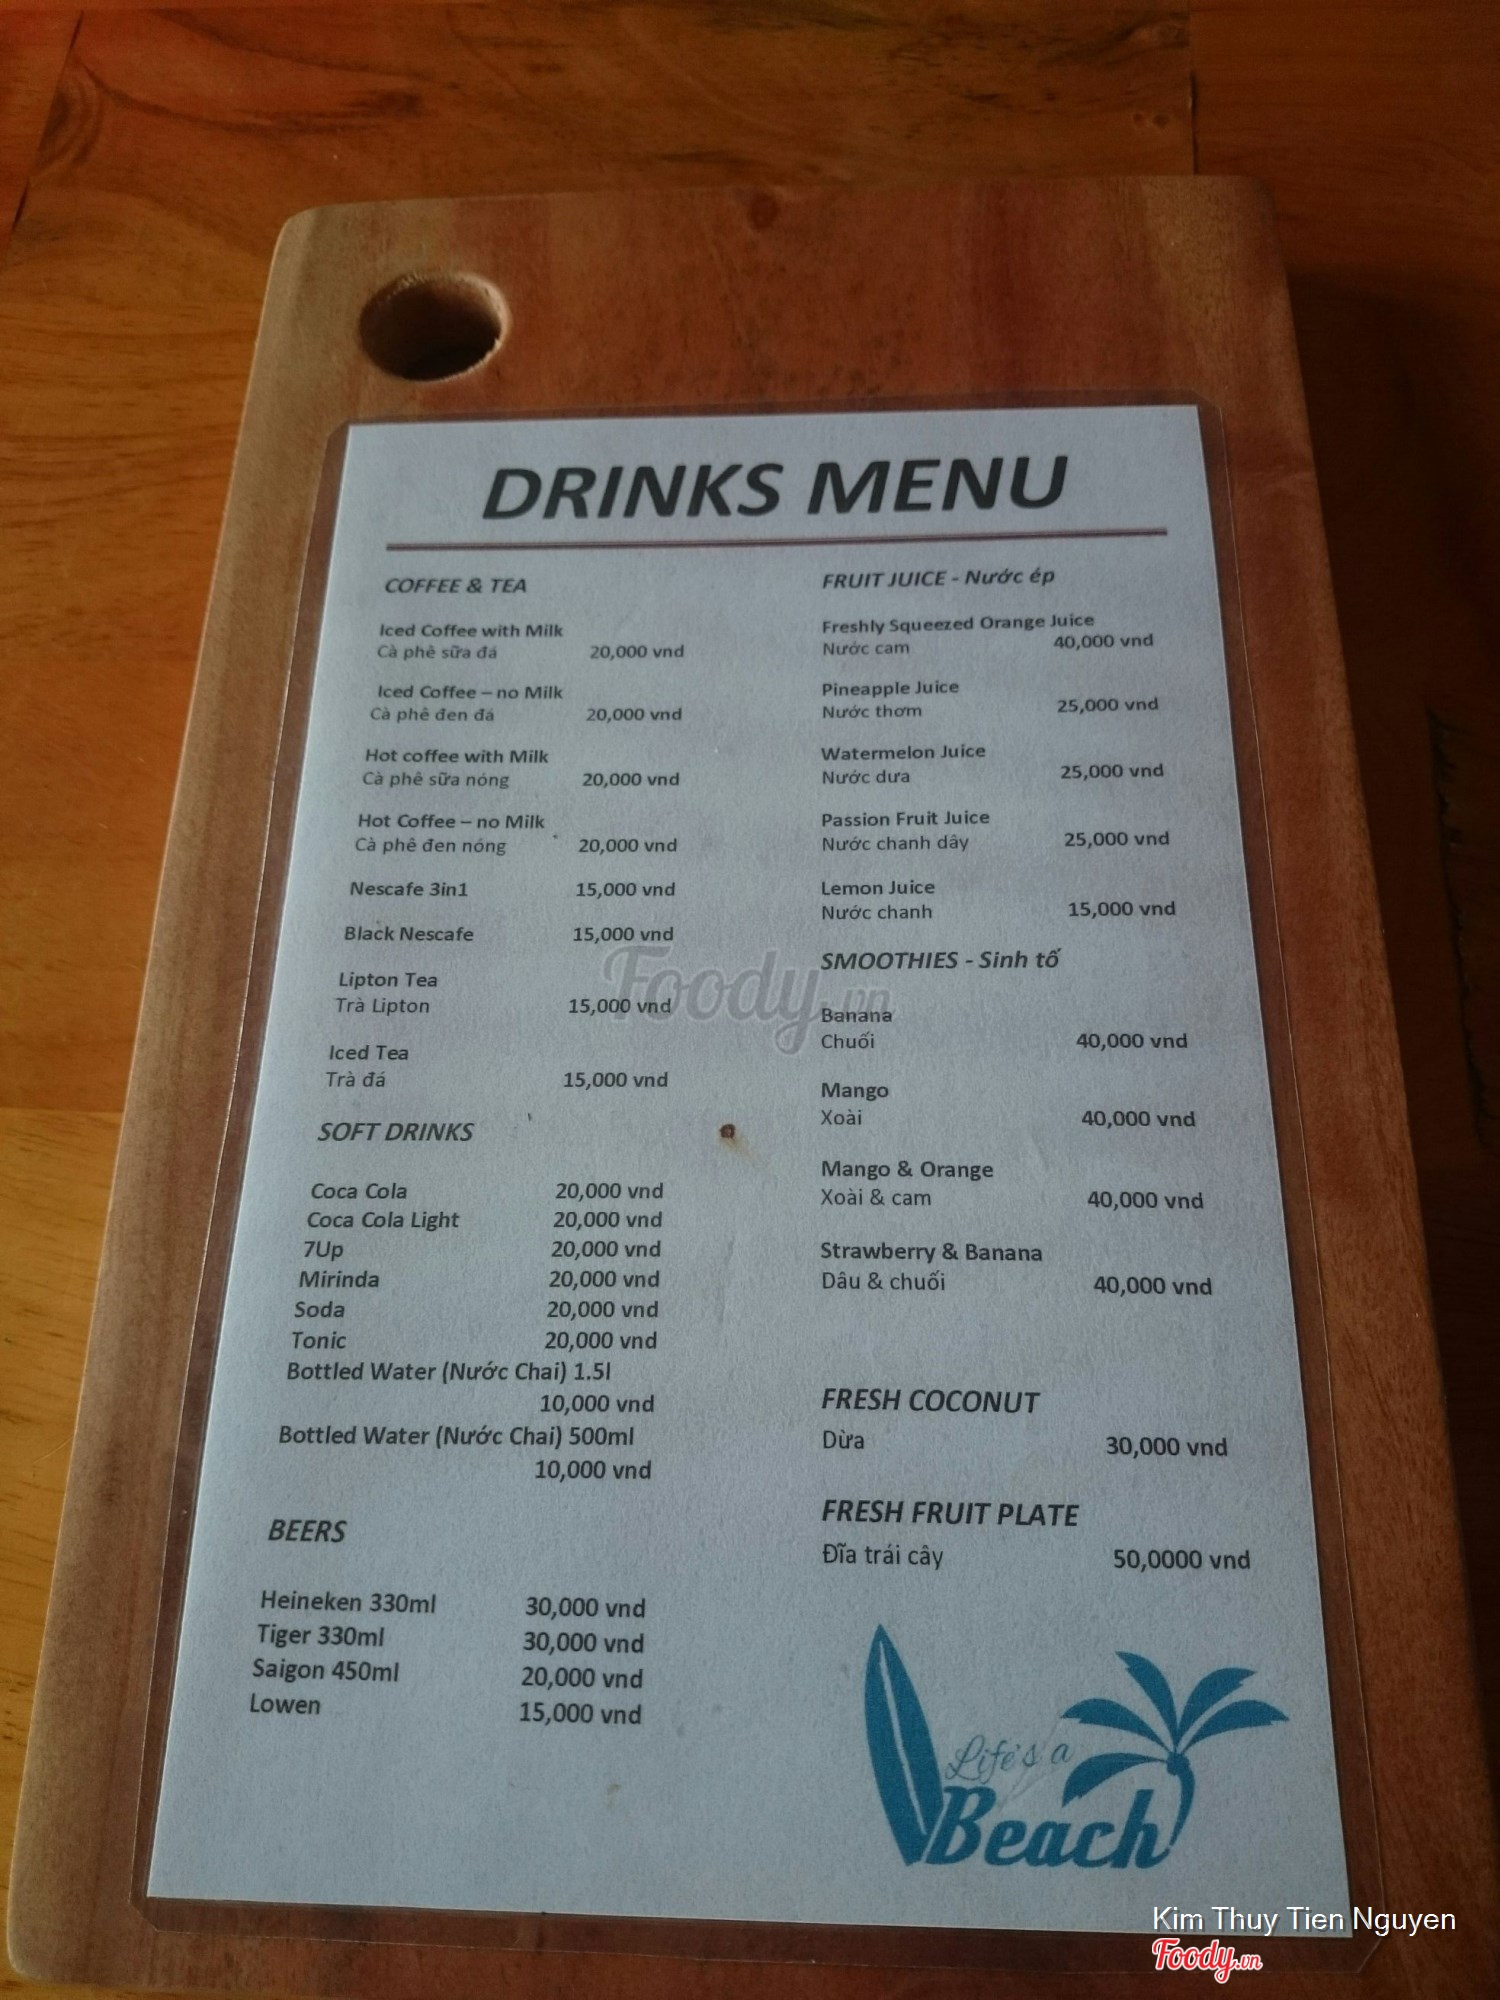 DRINKS MENU
COFFEE & TEA
Iced Coffee with Milk
Cà phê sữa đá 20,000 vnd
Iced Coffee – no Milk
Cà phê đen đá 20,000 vnd
Hot coffee with Milk
Cà phê sữa nóng 20,000 vnd
Hot Coffee – no Milk
Cà phê đen nóng 20,000 vnd
Nescafe 3in1 15,000 vnd
Black Nescafe 15,000 vnd
Lipton Tea
Trà Lipton 15,000 vnd
Iced Tea
Trà đá 15,000 vnd
SOFT DRINKS
Coca Cola 20,000 vnd
Coca Cola Light 20,000 vnd
7Up 20,000 vnd
Mirinda 20,000 vnd
Soda 20,000 vnd
Tonic 20,000 vnd
Bottled Water (Nước Chai) 1.5l
10,000 vnd
Bottled Water (Nước Chai) 500ml
10,000 vnd
BEERS
Heineken 330ml 30,000 vnd
Tiger 330ml 30,000 vnd
Saigon 450ml 20,000 vnd
Lowen 15,000 vnd
FRUIT JUICE - Nước ép
Freshly Squeezed Orange Juice
Nước cam 40,000 vnd
Pineapple Juice
Nước thơm 25,000 vnd
Watermelon Juice
Nước dưa 25,000 vnd
Passion Fruit Juice
Nước chanh dây 25,000 vnd
Lemon Juice
Nước chanh 15,000 vnd
SMOOTHIES - Sinh tố
Banana
Chuối 40,000 vnd
Mango
Xoài 40,000 vnd
Mango & Orange
Xoài & cam 40,000 vnd
Strawberry & Banana
Dâu & chuối 40,000 vnd
FRESH COCONUT
Dừa 30,000 vnd
FRESH FRUIT PLATE
Đĩa trái cây 50,0000 vnd
Life's a
Beach
Foody.vn
Kim Thuy Tien Nguyen
Foody.vn